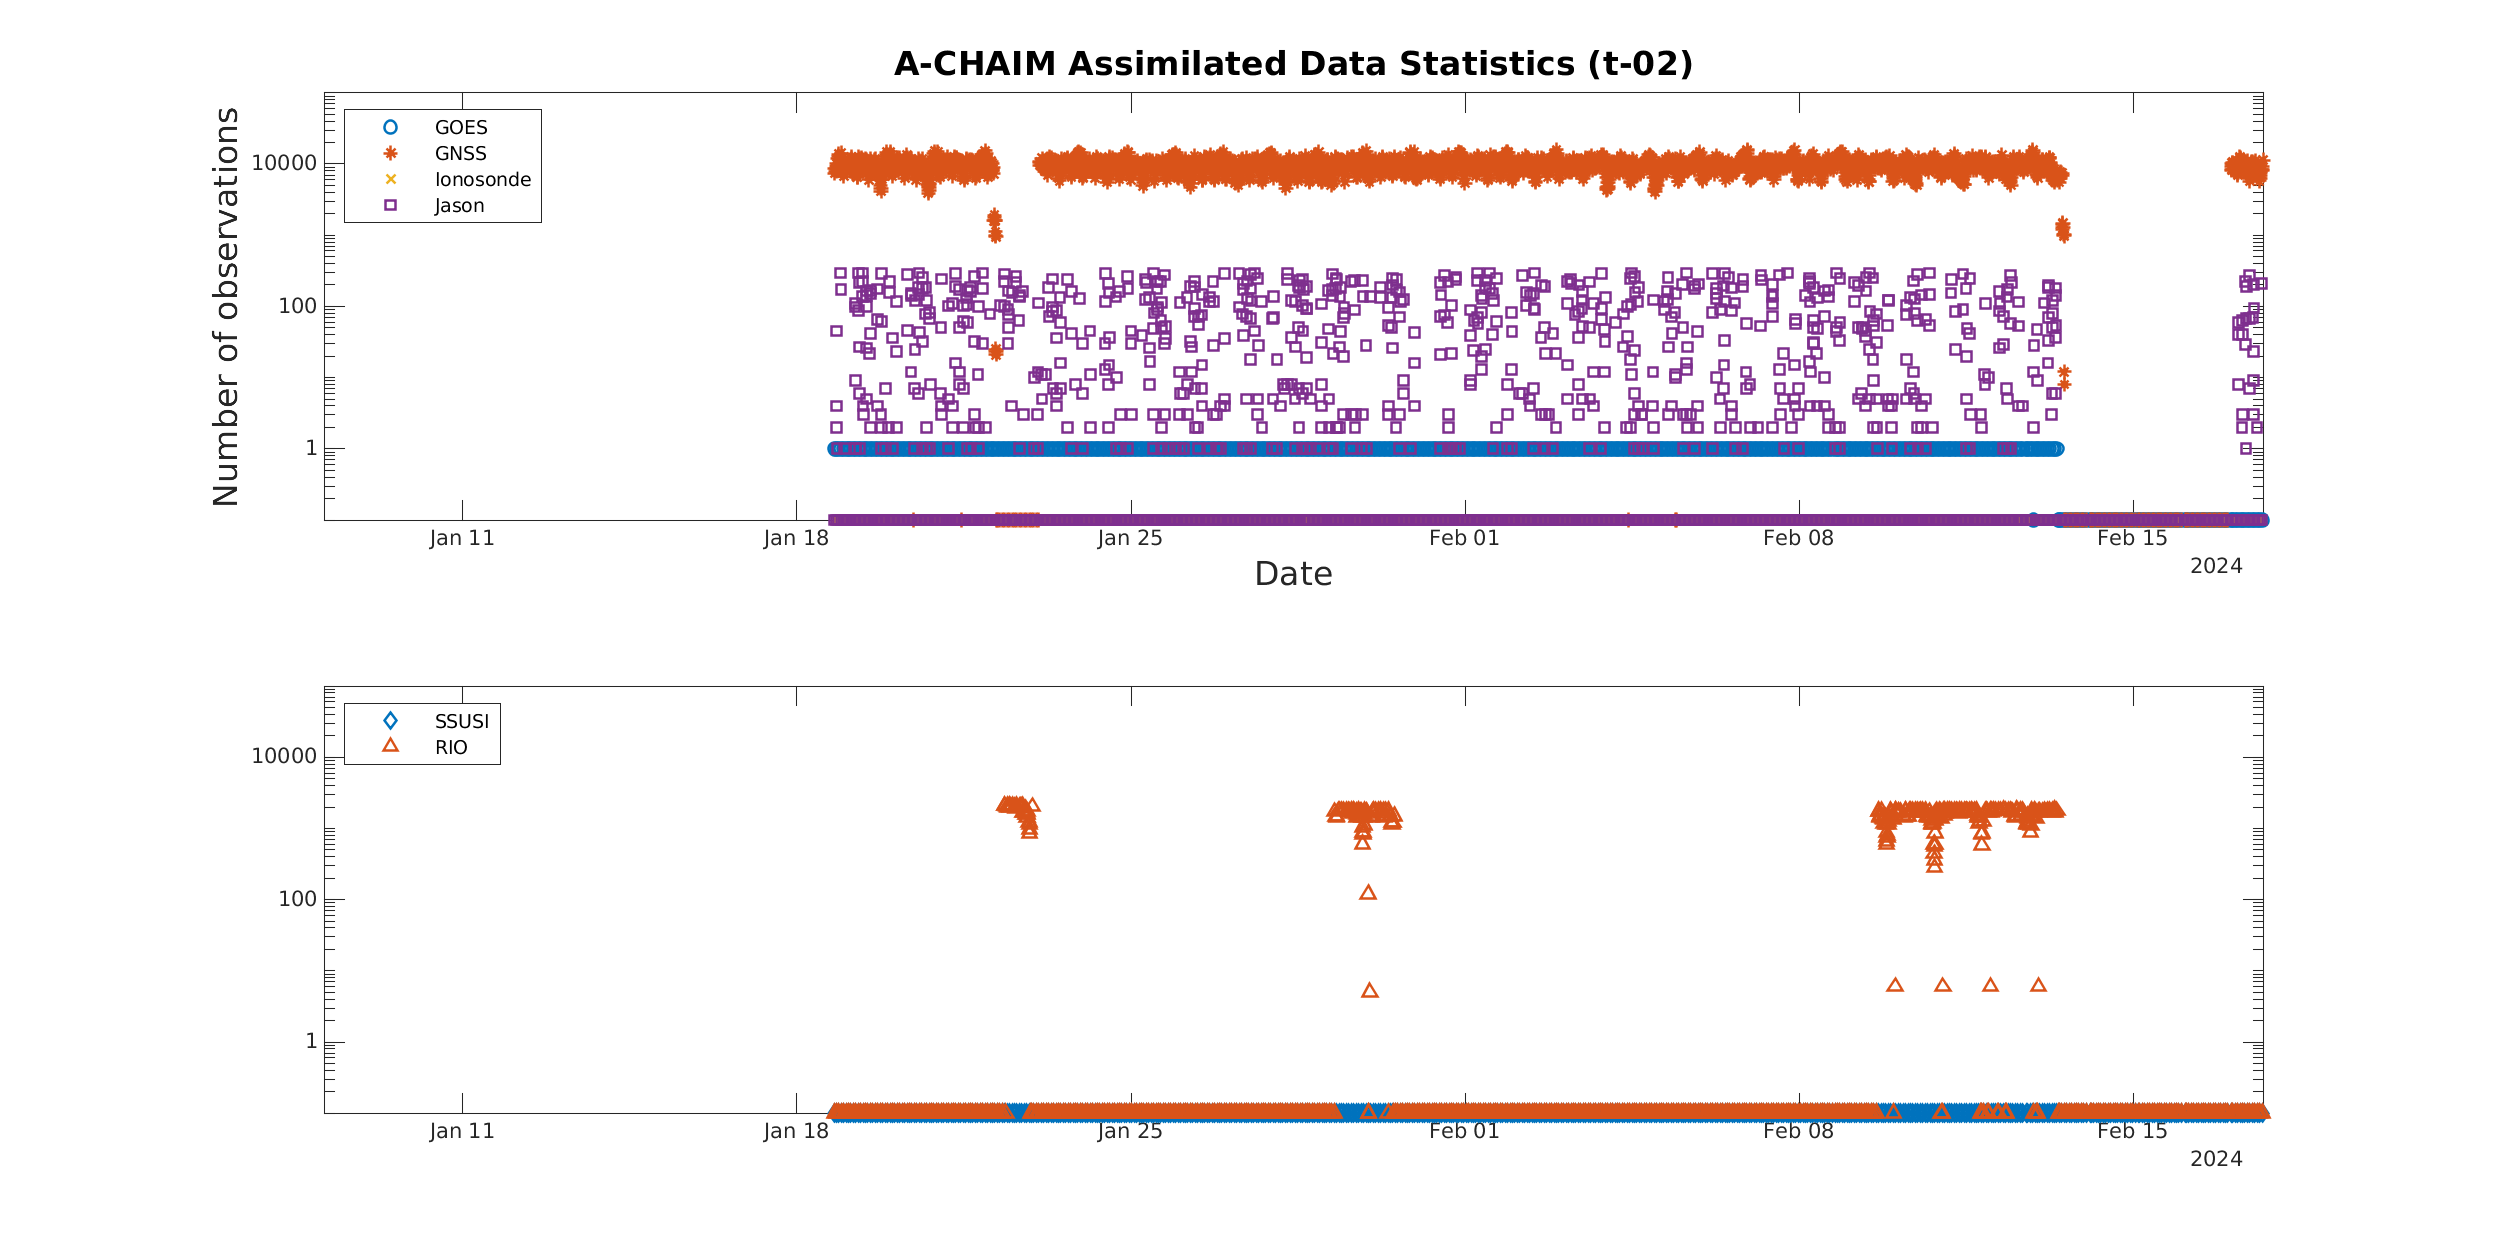 A-CHAIM Assimilated Data Statistics (t-02)
Number of observations
10000
100
1
GOES
GNSS
Ionosonde
Jason
Jan 11
Jan 18
Jan 25
Feb 01
Feb 08
Feb 15
2024
Date
10000
100
1
SSUSI
RIO
Jan 11
Jan 18
Jan 25
Feb 01
Feb 08
Feb 15
2024